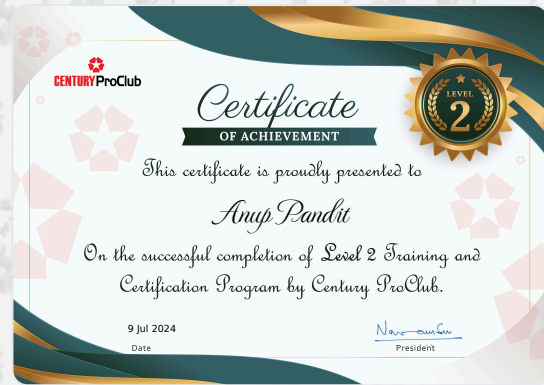 CENTURY ProClub
Certificate
OF ACHIEVEMENT
LEVEL
2
This certificate is proudly presented to
Anup Pandit
On the successful completion of Level 2 Training and
Certification Program by Century ProClub.
9 Jul 2024
Date
President